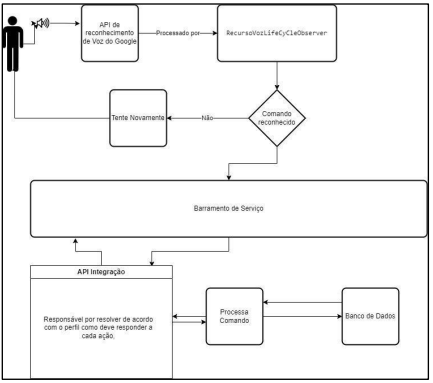 API de
reconhecimento
de Voz do Google
Processado por
RecursoVozLifeCyCleObserver
Comando
reconhecido
Não
Tente Novamente
Barramento de Serviço
API Integração
Responsável por resolver de acordo
com o perfil como deve responder a
cada ação.
Processa
Comando
Banco de Dados